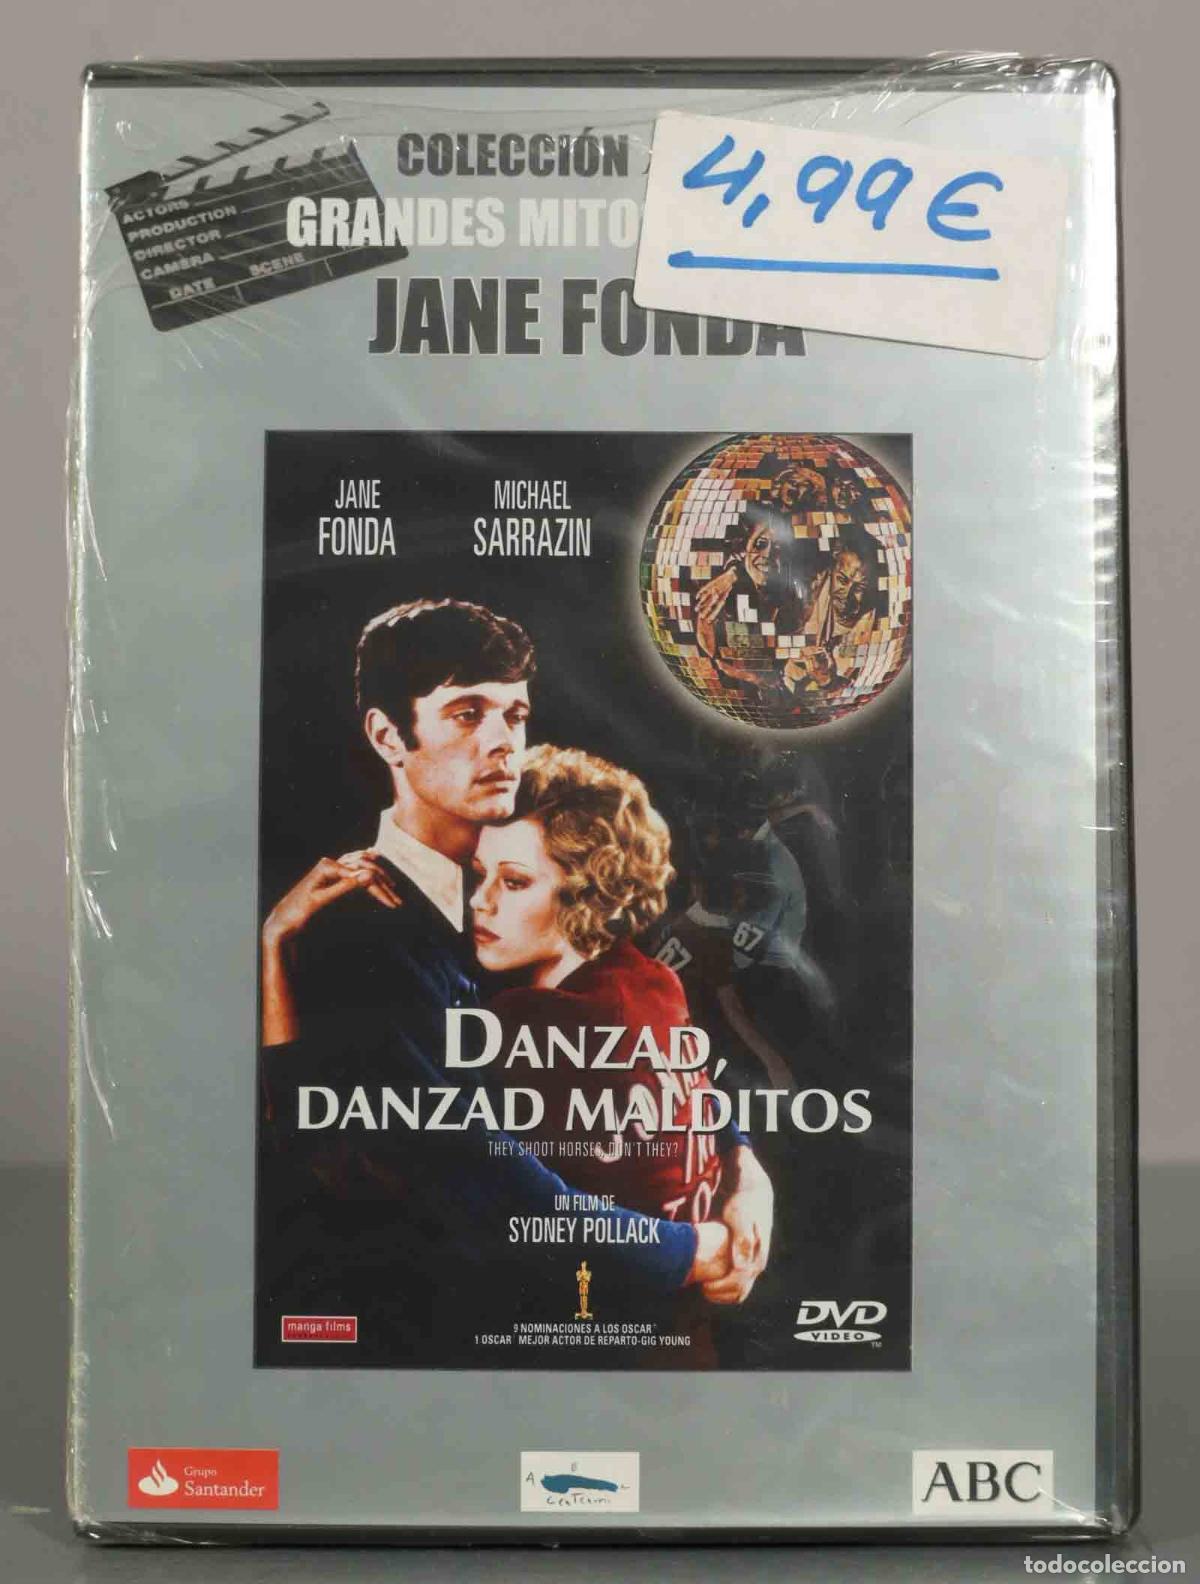 COLECCIÓN
4,99€
GRANDES MITO
JANE FONDA
ACTORS
PRODUCTION
DIRECTOR
CAMERA
DATE SCENE
JANE FONDA
MICHAEL SARRAZIN
67
67
DANZAD,
DANZAD MALDITOS
THEY SHOOT HORSES, DON'T THEY?
UN FILM DE
SYDNEY POLLACK
manga films
9 NOMINACIONES A LOS OSCAR
1 OSCAR MEJOR ACTOR DE REPARTO-GIG YOUNG
DVD
VIDEO
TM
Grupo
Santander
ABC
todocoleccion